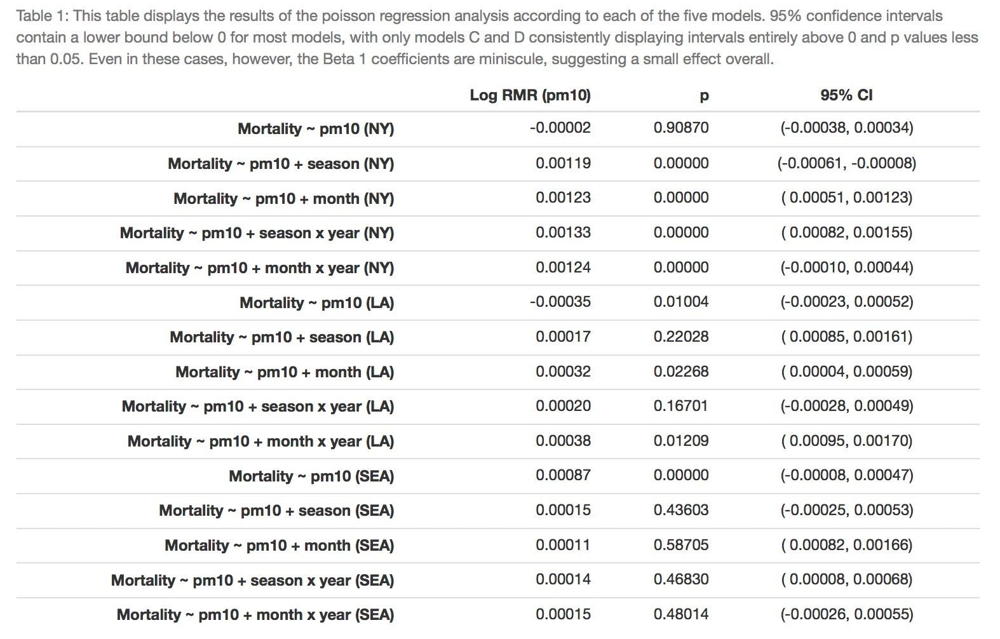 Table 1: This table displays the results of the poisson regression analysis according to each of the five models. 95% confidence intervals
contain a lower bound below 0 for most models, with only models C and D consistently displaying intervals entirely above 0 and p values less
than 0.05. Even in these cases, however, the Beta 1 coefficients are miniscule, suggesting a small effect overall.
Log RMR (pm10) p 95% CI
Mortality ~ pm10 (NY) -0.00002 0.90870 (-0.00038, 0.00034)
Mortality ~ pm10 + season (NY) 0.00119 0.00000 (-0.00061, -0.00008)
Mortality ~ pm10 + month (NY) 0.00123 0.00000 ( 0.00051, 0.00123)
Mortality ~ pm10 + season x year (NY) 0.00133 0.00000 ( 0.00082, 0.00155)
Mortality ~ pm10 + month x year (NY) 0.00124 0.00000 (-0.00010, 0.00044)
Mortality ~ pm10 (LA) -0.00035 0.01004 (-0.00023, 0.00052)
Mortality ~ pm10 + season (LA) 0.00017 0.22028 ( 0.00085, 0.00161)
Mortality ~ pm10 + month (LA) 0.00032 0.02268 ( 0.00004, 0.00059)
Mortality ~ pm10 + season x year (LA) 0.00020 0.16701 (-0.00028, 0.00049)
Mortality ~ pm10 + month x year (LA) 0.00038 0.01209 ( 0.00095, 0.00170)
Mortality ~ pm10 (SEA) 0.00087 0.00000 (-0.00008, 0.00047)
Mortality ~ pm10 + season (SEA) 0.00015 0.43603 (-0.00025, 0.00053)
Mortality ~ pm10 + month (SEA) 0.00011 0.58705 ( 0.00082, 0.00166)
Mortality ~ pm10 + season x year (SEA) 0.00014 0.46830 ( 0.00008, 0.00068)
Mortality ~ pm10 + month x year (SEA) 0.00015 0.48014 (-0.00026, 0.00055)